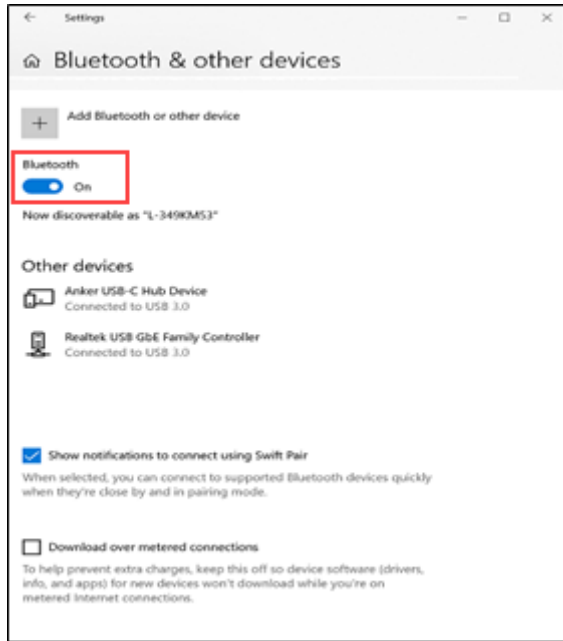 Settings
Bluetooth & other devices
Add Bluetooth or other device
Bluetooth
On
Now discoverable as "L-349KM53"
Other devices
Anker USB-C Hub Device
Connected to USB 3.0
Realtek USB GbE Family Controller
Connected to USB 3.0
Show notifications to connect using Swift Pair
When selected, you can connect to supported Bluetooth devices quickly
when they're close by and in pairing mode.
Download over metered connections
To help prevent extra charges, keep this off so device software (drivers,
info, and apps) for new devices won't download while you're on
metered Internet connections.